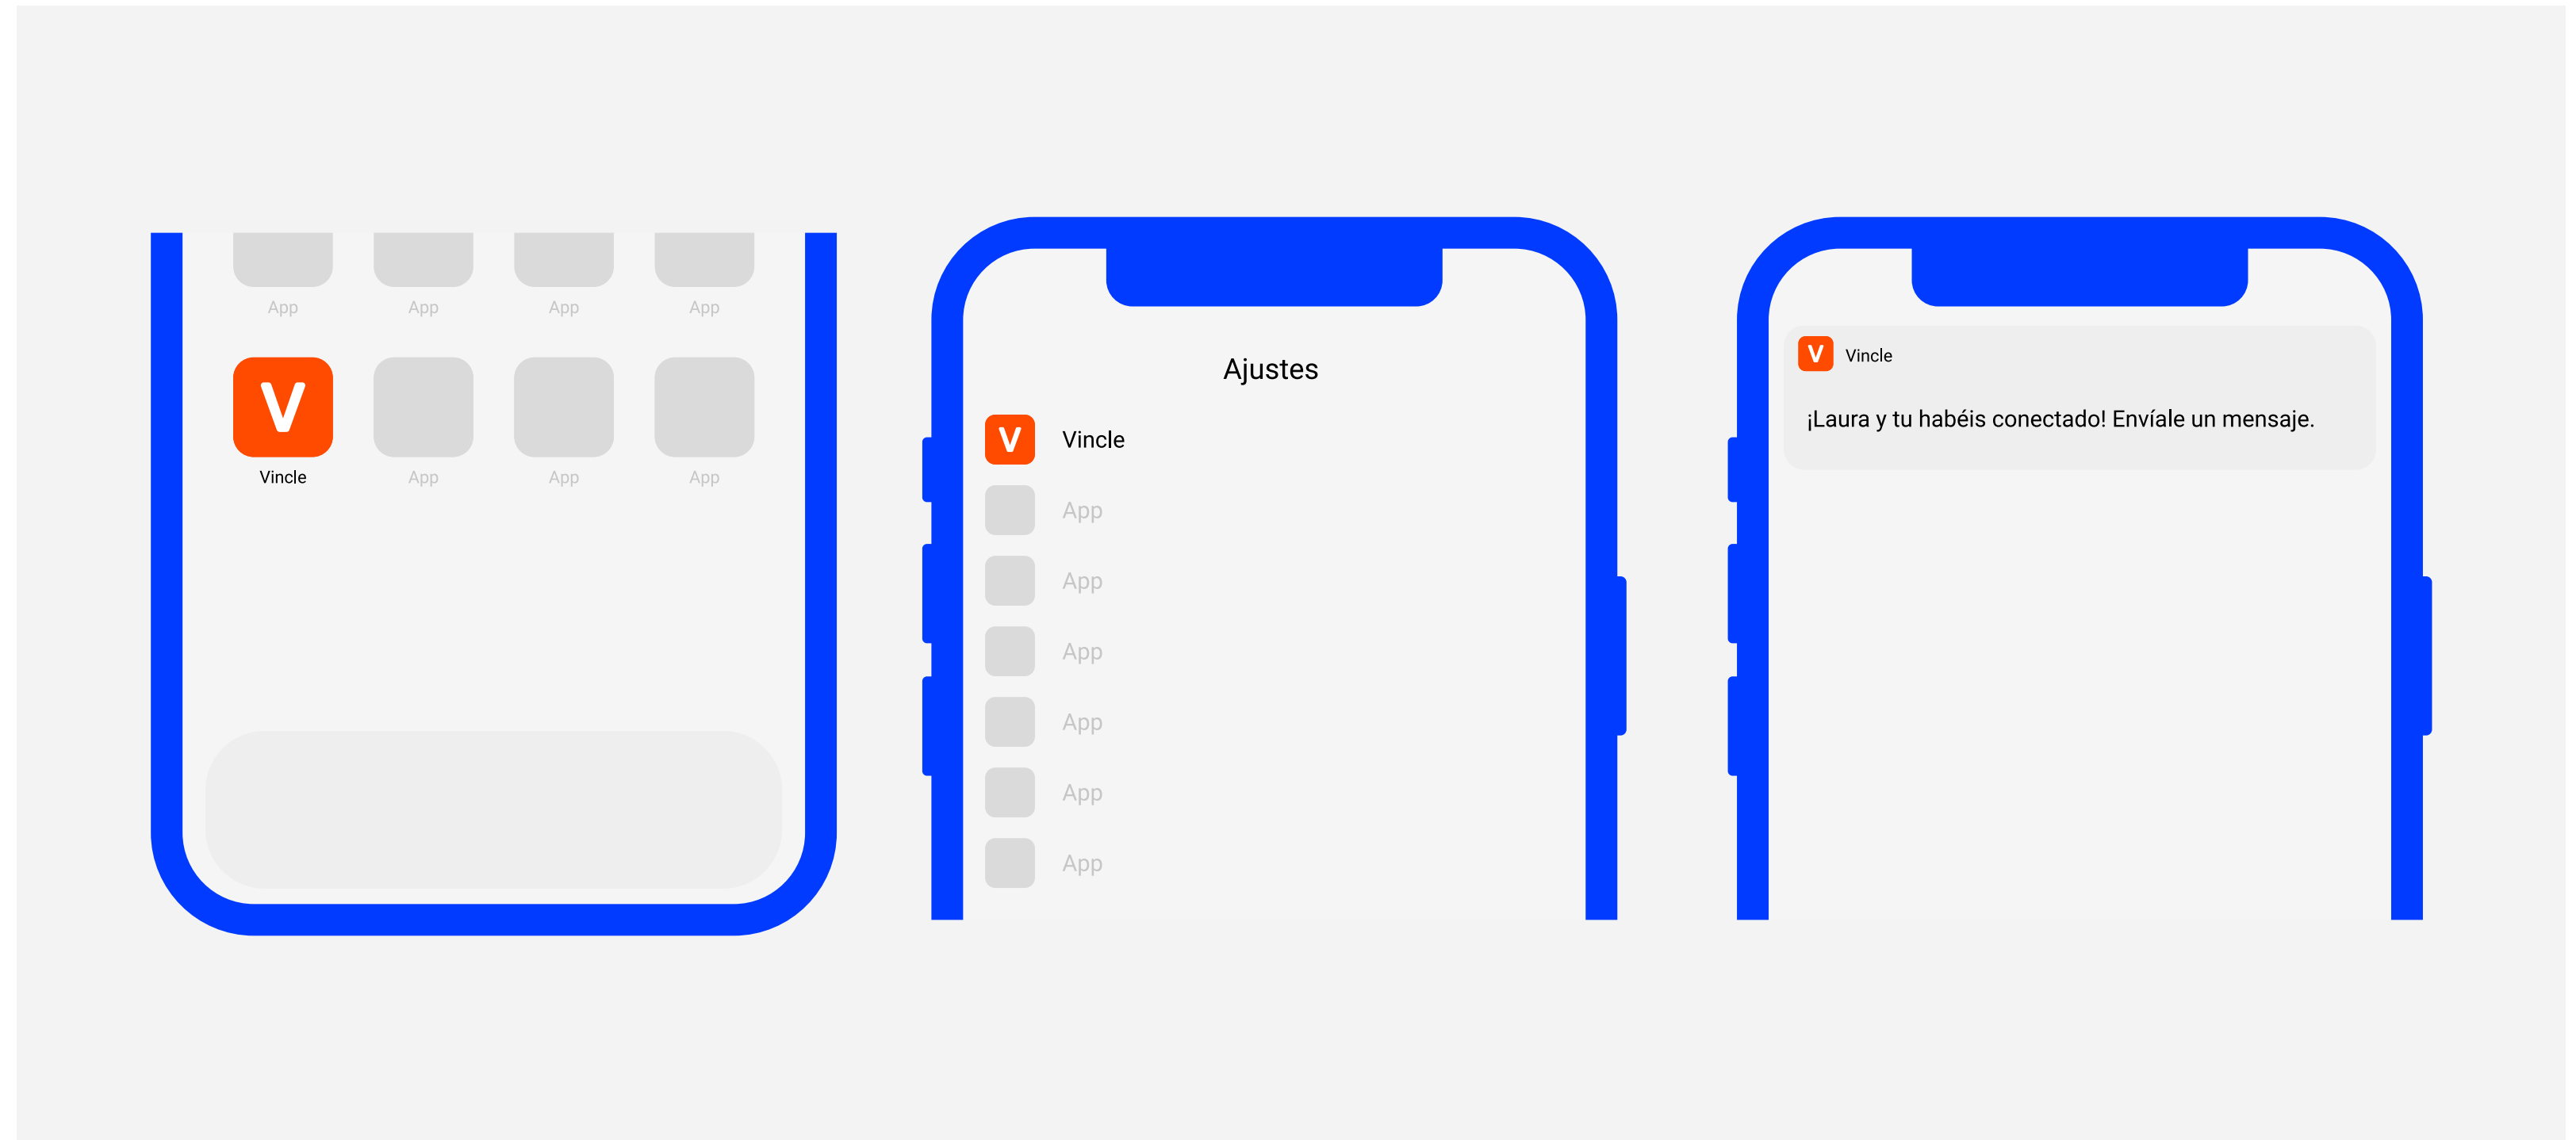 App App App App
V
Vincle App App App
Ajustes
V Vincle
App
App
App
App
App
App
V Vincle
¡Laura y tu habéis conectado! Envíale un mensaje.